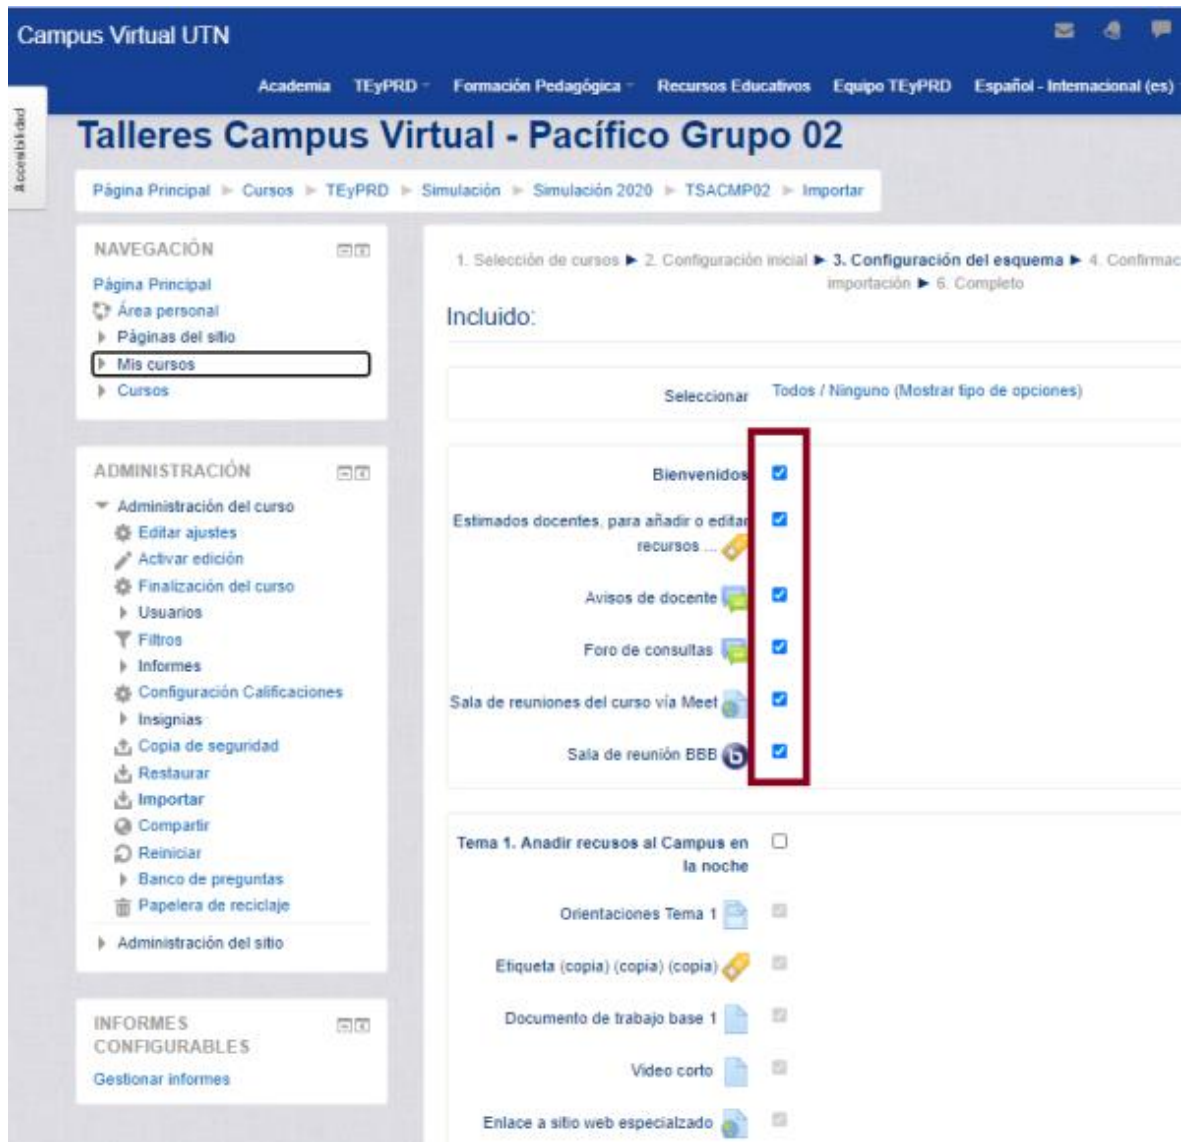 Campus Virtual UTN
Academia TEyPRD Formación Pedagógica Recursos Educativos Equipo TEyPRD Español - Internacional (es)
Accesibilidad
Talleres Campus Virtual - Pacífico Grupo 02
Página Principal Cursos TEyPRD Simulación Simulación 2020 TSACMP02 Importar
NAVEGACIÓN
Página Principal
Área personal
Páginas del sitio
Mis cursos
Cursos
ADMINISTRACIÓN
Administración del curso
Editar ajustes
Activar edición
Finalización del curso
Usuarios
Filtros
Informes
Configuración Calificaciones
Insignias
Copia de seguridad
Restaurar
Importar
Compartir
Reiniciar
Banco de preguntas
Papelera de reciclaje
Administración del sitio
INFORMES
CONFIGURABLES
Gestionar informes
1. Selección de cursos ► 2. Configuración inicial ► 3. Configuración del esquema ► 4. Confirmac
importación ► 6. Completo
Incluido:
Seleccionar Todos / Ninguno (Mostrar tipo de opciones)
Bienvenidos
Estimados docentes, para añadir o editar
recursos ...
Avisos de docente
Foro de consultas
Sala de reuniones del curso vía Meet
Sala de reunión BBB
Tema 1. Anadir recusos al Campus en
la noche
Orientaciones Tema 1
Etiqueta (copia) (copia) (copia)
Documento de trabajo base 1
Video corto
Enlace a sitio web especialzado